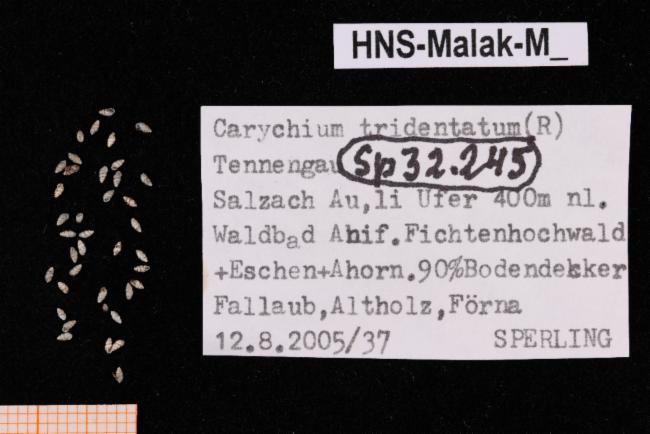 HNS-Malak-M_
Carychium tridentatum(R)
Tennengau Sp32.245
Salzach Au,li Ufer 400m nl.
Waldbad Anif.Fichtenhochwald
+Eschen+Ahorn.90%Bodendekker
Fallaub,Altholz,Förna
12.8.2005/37 SPERLING